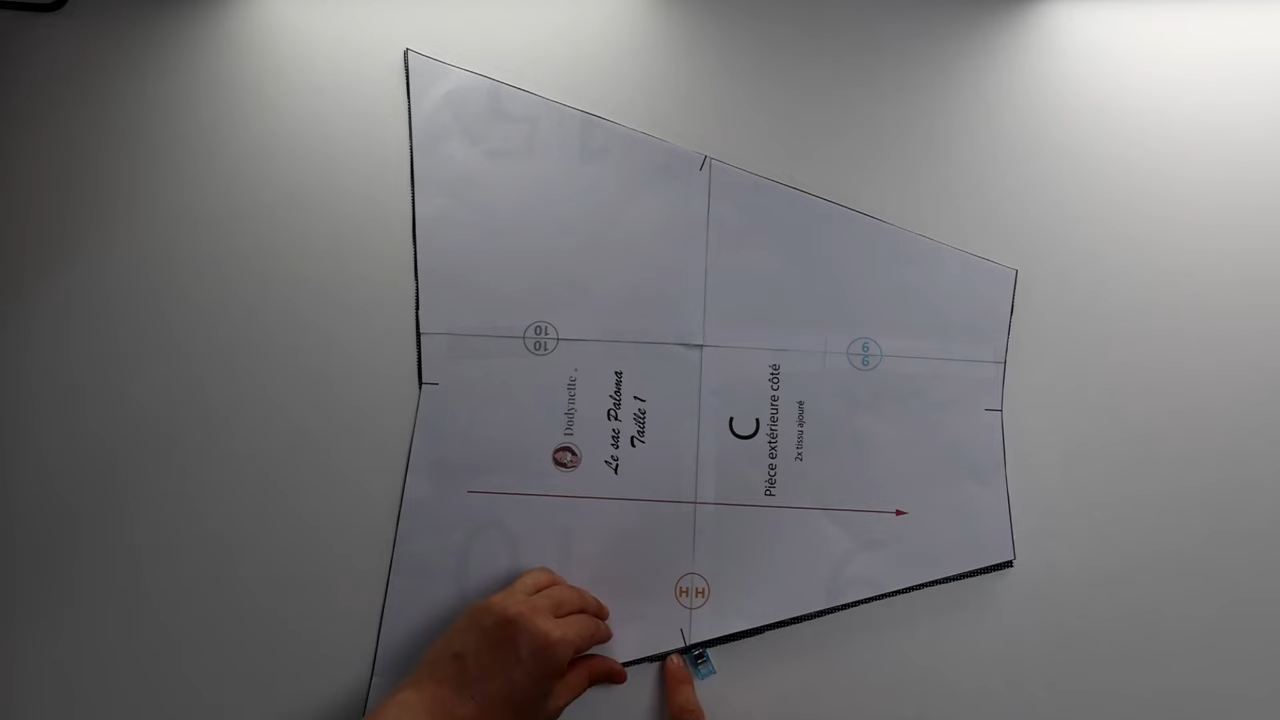 Dodynette.
Le sac Paloma
Taille 1
C
Pièce extérieure côté
2x tissu ajouré
10
10
9
9
H H